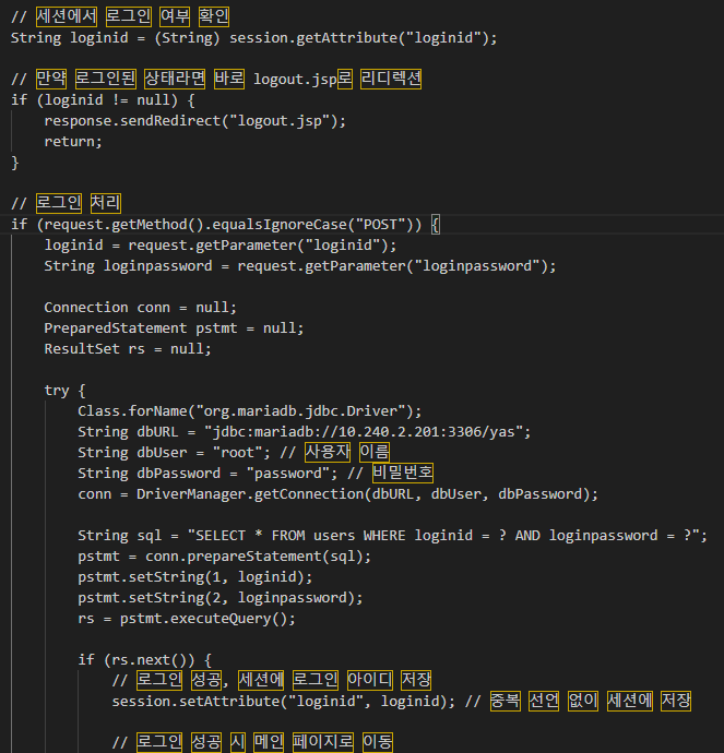 // 세션에서 로그인 여부 확인
String loginid = (String) session.getAttribute("loginid");
// 만약 로그인된 상태라면 바로 logout.jsp로 리디렉션
if (loginid != null) {
response.sendRedirect("logout.jsp");
return;
}
// 로그인 처리
if (request.getMethod().equalsIgnoreCase("POST")) {
loginid = request.getParameter("loginid");
String loginpassword = request.getParameter("loginpassword");
Connection conn = null;
PreparedStatement pstmt = null;
ResultSet rs = null;
try {
Class.forName("org.mariadb.jdbc.Driver");
String dbURL = "jdbc:mariadb://10.240.2.201:3306/yas";
String dbUser = "root"; // 사용자 이름
String dbPassword = "password"; // 비밀번호
conn = DriverManager.getConnection(dbURL, dbUser, dbPassword);
String sql = "SELECT * FROM users WHERE loginid = ? AND loginpassword = ?";
pstmt = conn.prepareStatement(sql);
pstmt.setString(1, loginid);
pstmt.setString(2, loginpassword);
rs = pstmt.executeQuery();
if (rs.next()) {
// 로그인 성공, 세션에 로그인 아이디 저장
session.setAttribute("loginid", loginid); // 중복 선언 없이 세션에 저장
// 로그인 성공 시 메인 페이지로 이동